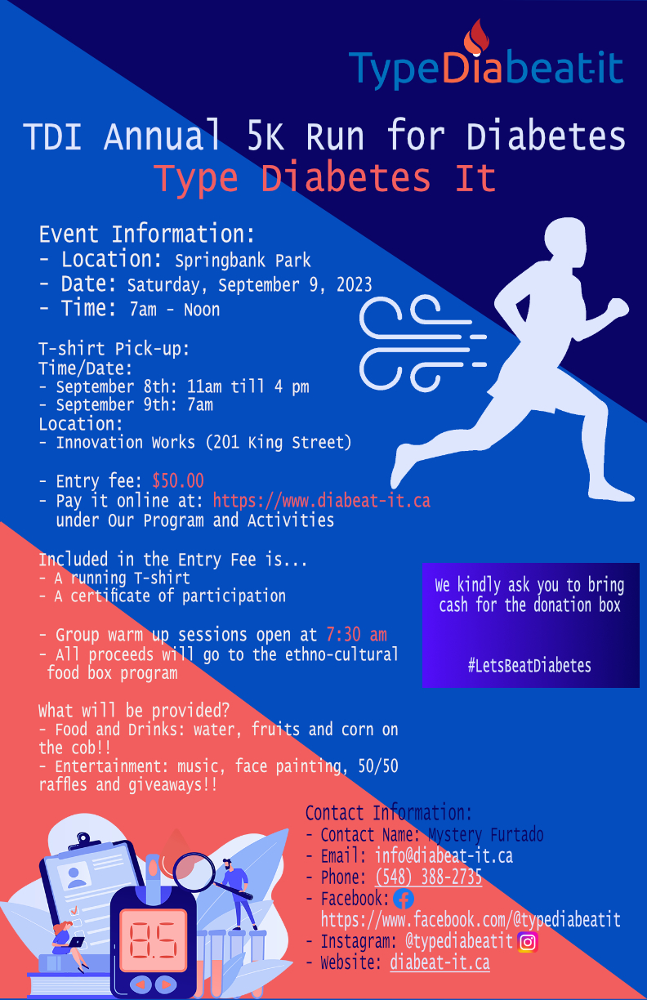 TypeDiabeat-it
TDI Annual 5K Run for Diabetes
Type Diabetes It
Event Information:
- Location: Springbank Park
- Date: Saturday, September 9, 2023
- Time: 7am - Noon
T-shirt Pick-up:
Time/Date:
- September 8th: 11am till 4 pm
- September 9th: 7am
Location:
- Innovation Works (201 King Street)
- Entry fee: $50.00
- Pay it online at: https://www.diabeat-it.ca
under Our Program and Activities
Included in the Entry Fee is...
- A running T-shirt
- A certificate of participation
- Group warm up sessions open at 7:30 am
- All proceeds will go to the ethno-cultural
food box program
We kindly ask you to bring
cash for the donation box
#LetsBeatDiabetes
What will be provided?
- Food and Drinks: water, fruits and corn on
the cob!!
- Entertainment: music, face painting, 50/50
raffles and giveaways!!
Contact Information:
- Contact Name: Mystery Furtado
- Email: info@diabeat-it.ca
- Phone: (548) 388-2735
- Facebook:
https://www.facebook.com/@typediabeatit
- Instagram: @typediabeatit
- Website: diabeat-it.ca
8.5